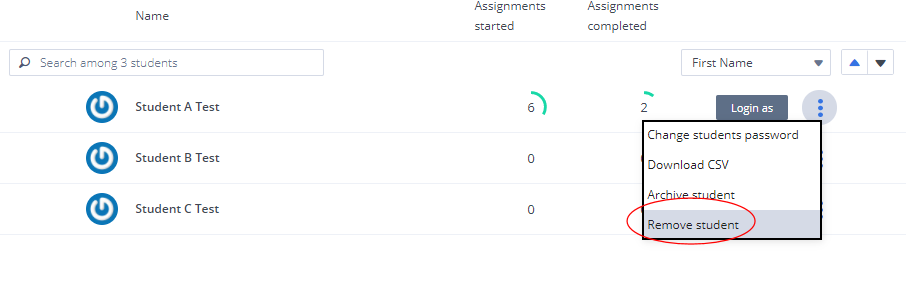 Name
Assignments
started
Assignments
completed
Search among 3 students
First Name
Student A Test
6
2
Login as
Change students password
Student B Test
0
Download CSV
Archive student
Student C Test
0
Remove student